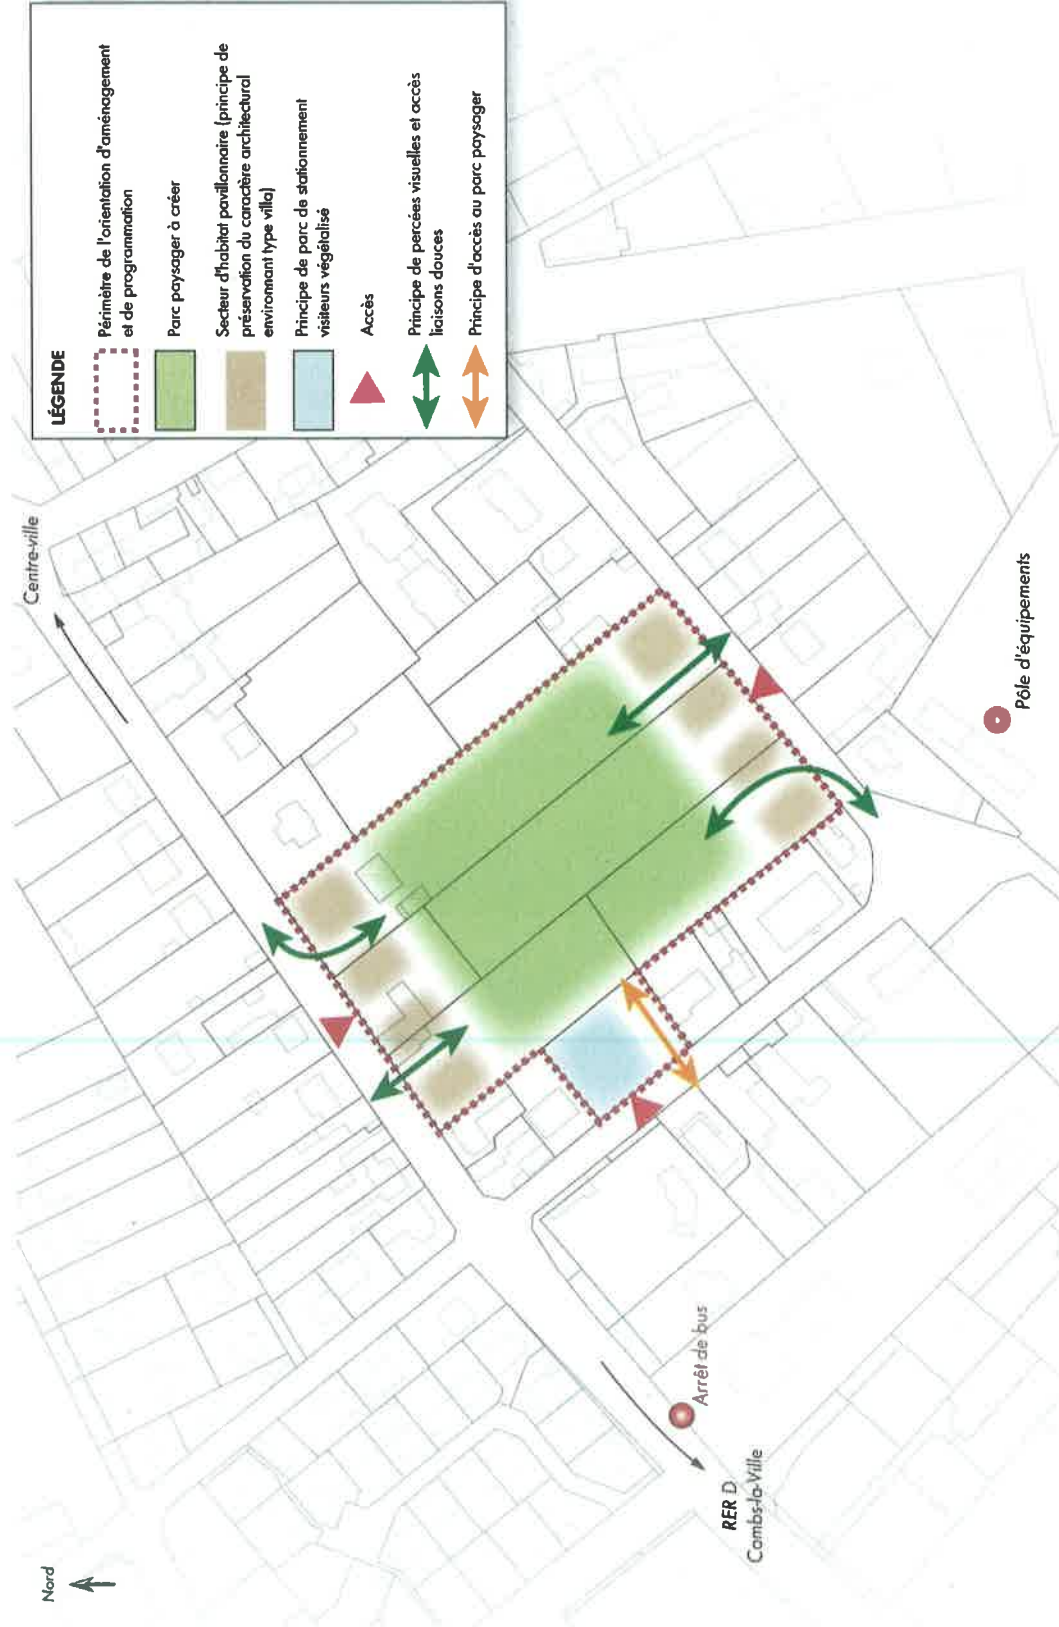 LÉGENDE
Périmètre de l'orientation d'aménagement
et de programmation
Parc paysager à créer
Secteur d'habitat pavillonnaire (principe de
préservation du caractère architectural
environnant type villa)
Principe de parc de stationnement
visiteurs végétalisé
Accès
Principe de percées visuelles et accès
liaisons douces
Principe d'accès au parc paysager
Centre-ville
Pôle d'équipements
Arrêt de bus
RER D
Combs-la-Ville
Nord